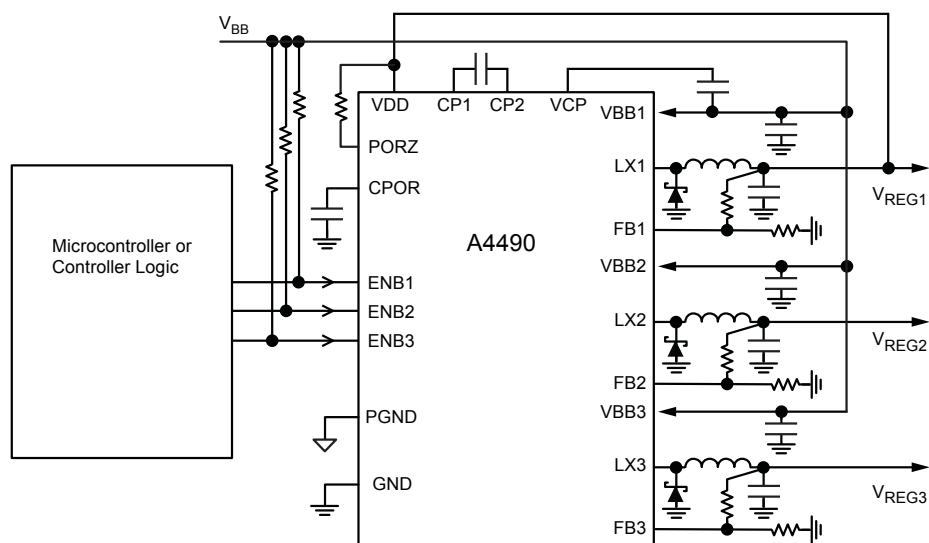 VBB
VDD
CP1
CP2
VCP
VBB1
PORZ
LX1
CPOR
VREG1
FB1
Microcontroller or
Controller Logic
A4490
VBB2
ENB1
ENB2
LX2
ENB3
VREG2
FB2
VBB3
PGND
LX3
GND
VREG3
FB3